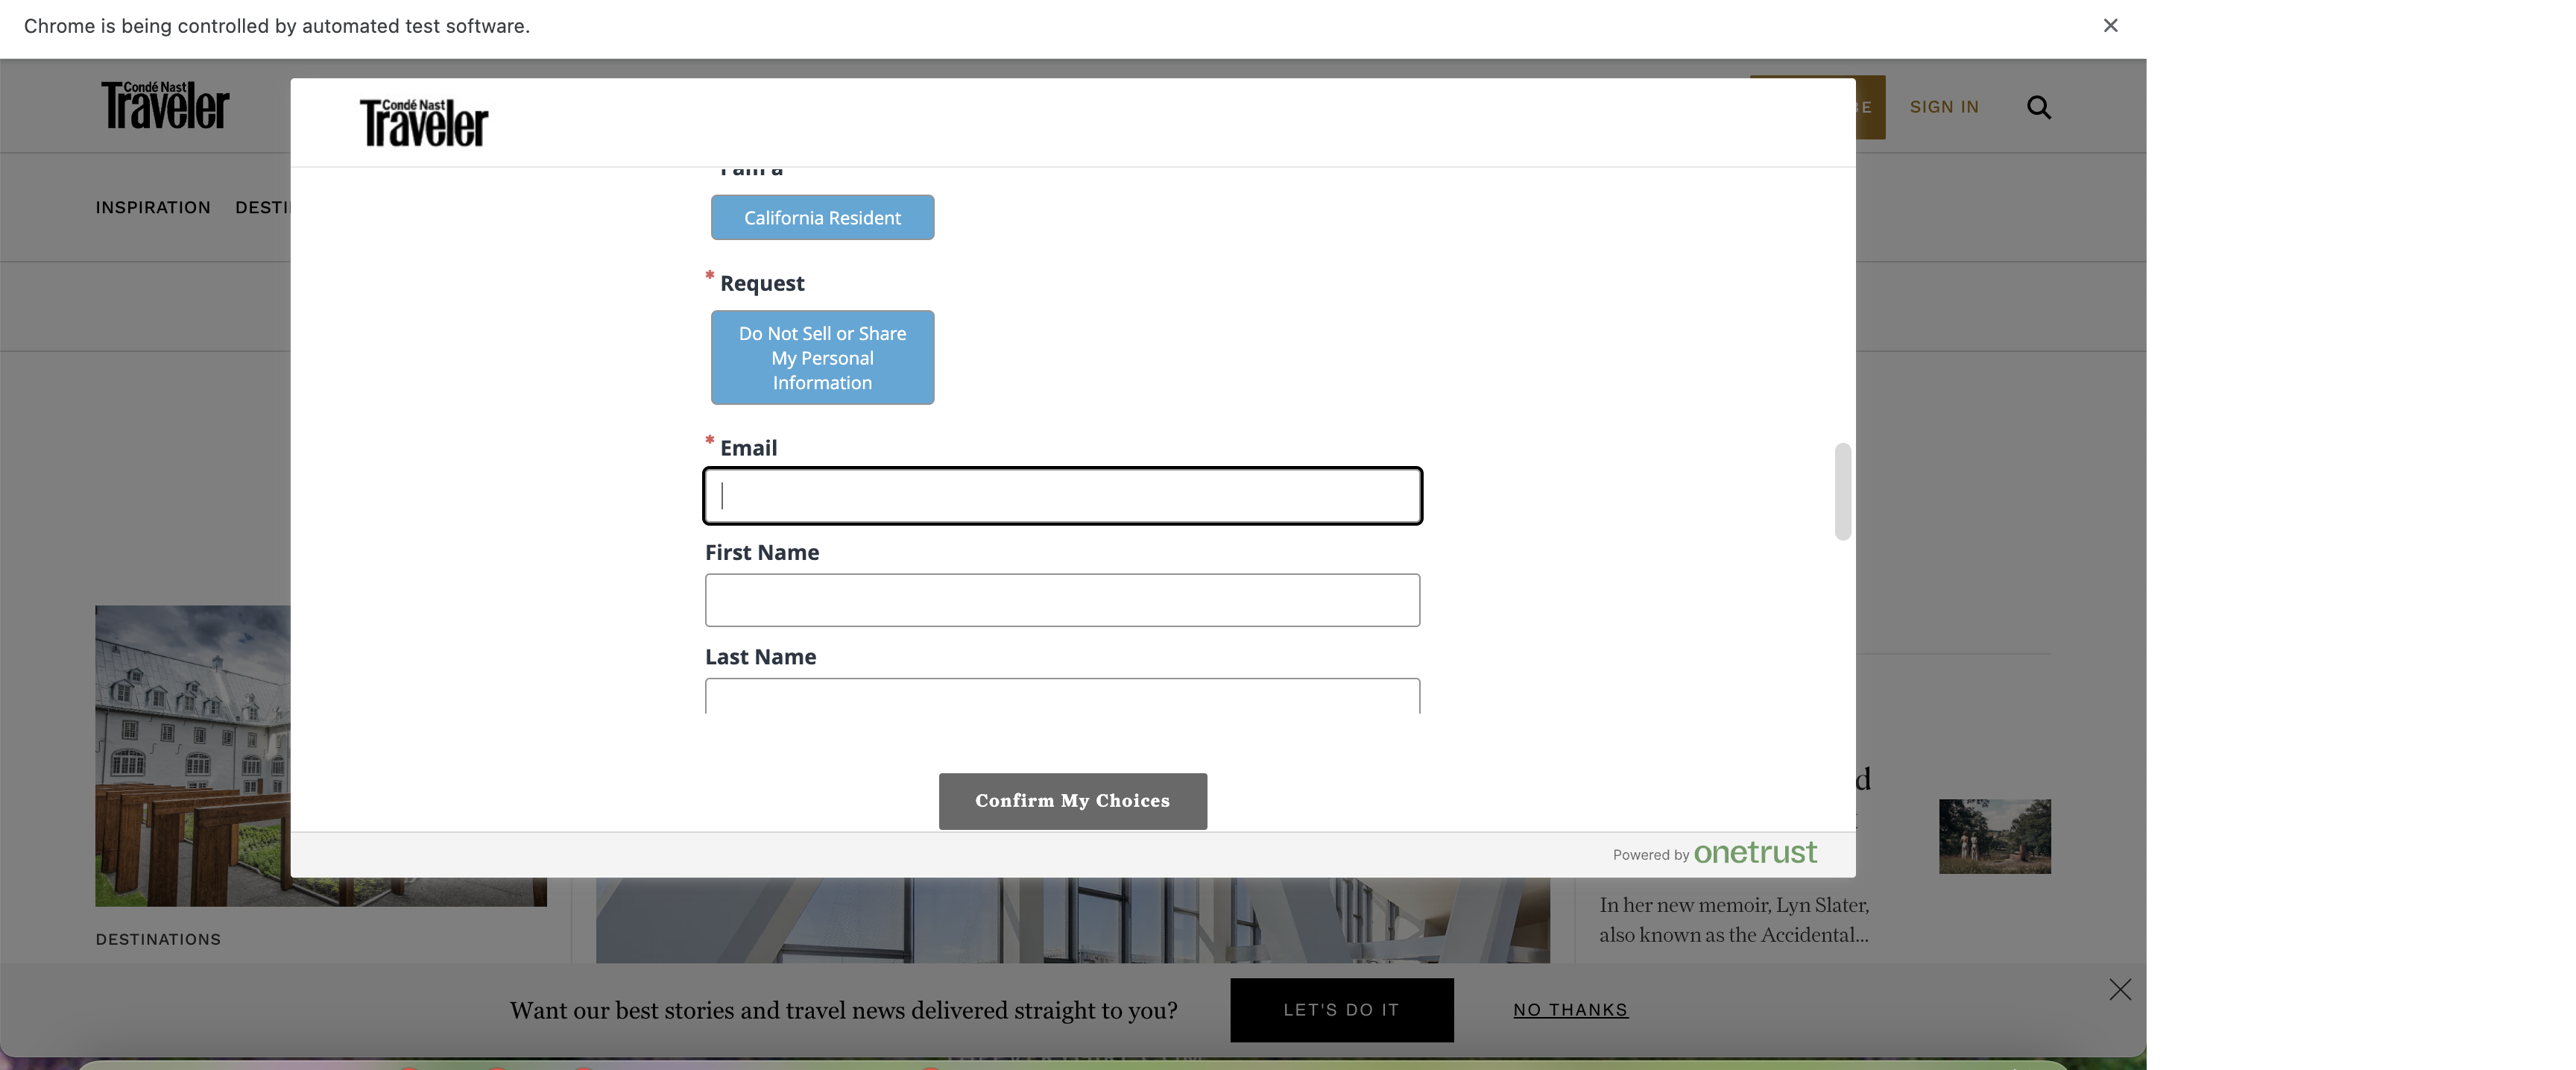 Chrome is being controlled by automated test software.
Condé Nast
Traveler
Condé Nast
Traveler
BE
SIGN IN
INSPIRATION
DESTI
I am a
California Resident
* Request
Do Not Sell or Share
My Personal
Information
* Email
First Name
Last Name
Confirm My Choices
Powered by onetrust
d
In her new memoir, Lyn Slater,
also known as the Accidental...
DESTINATIONS
Want our best stories and travel news delivered straight to you?
LET'S DO IT
NO THANKS